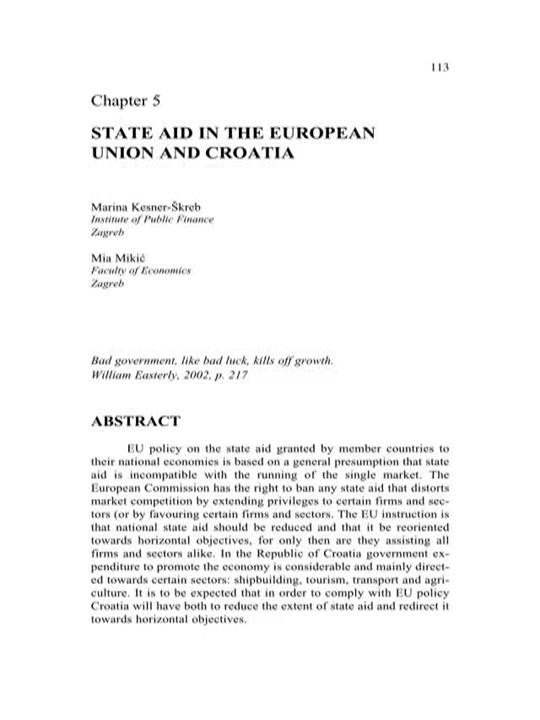 113
Chapter 5
STATE AID IN THE EUROPEAN
UNION AND CROATIA
Marina Kesner-Škreb
Institute of Public Finance
Zagreb
Mia Mikić
Faculty of Economics
Zagreb
Bad government, like bad luck, kills off growth.
William Easterly, 2002, p. 217
ABSTRACT
EU policy on the state aid granted by member countries to
their national economies is based on a general presumption that state
aid is incompatible with the running of the single market. The
European Commission has the right to ban any state aid that distorts
market competition by extending privileges to certain firms and sec-
tors (or by favouring certain firms and sectors. The EU instruction is
that national state aid should be reduced and that it be reoriented
towards horizontal objectives, for only then are they assisting all
firms and sectors alike. In the Republic of Croatia government ex-
penditure to promote the economy is considerable and mainly direct-
ed towards certain sectors: shipbuilding, tourism, transport and agri-
culture. It is to be expected that in order to comply with EU policy
Croatia will have both to reduce the extent of state aid and redirect it
towards horizontal objectives.